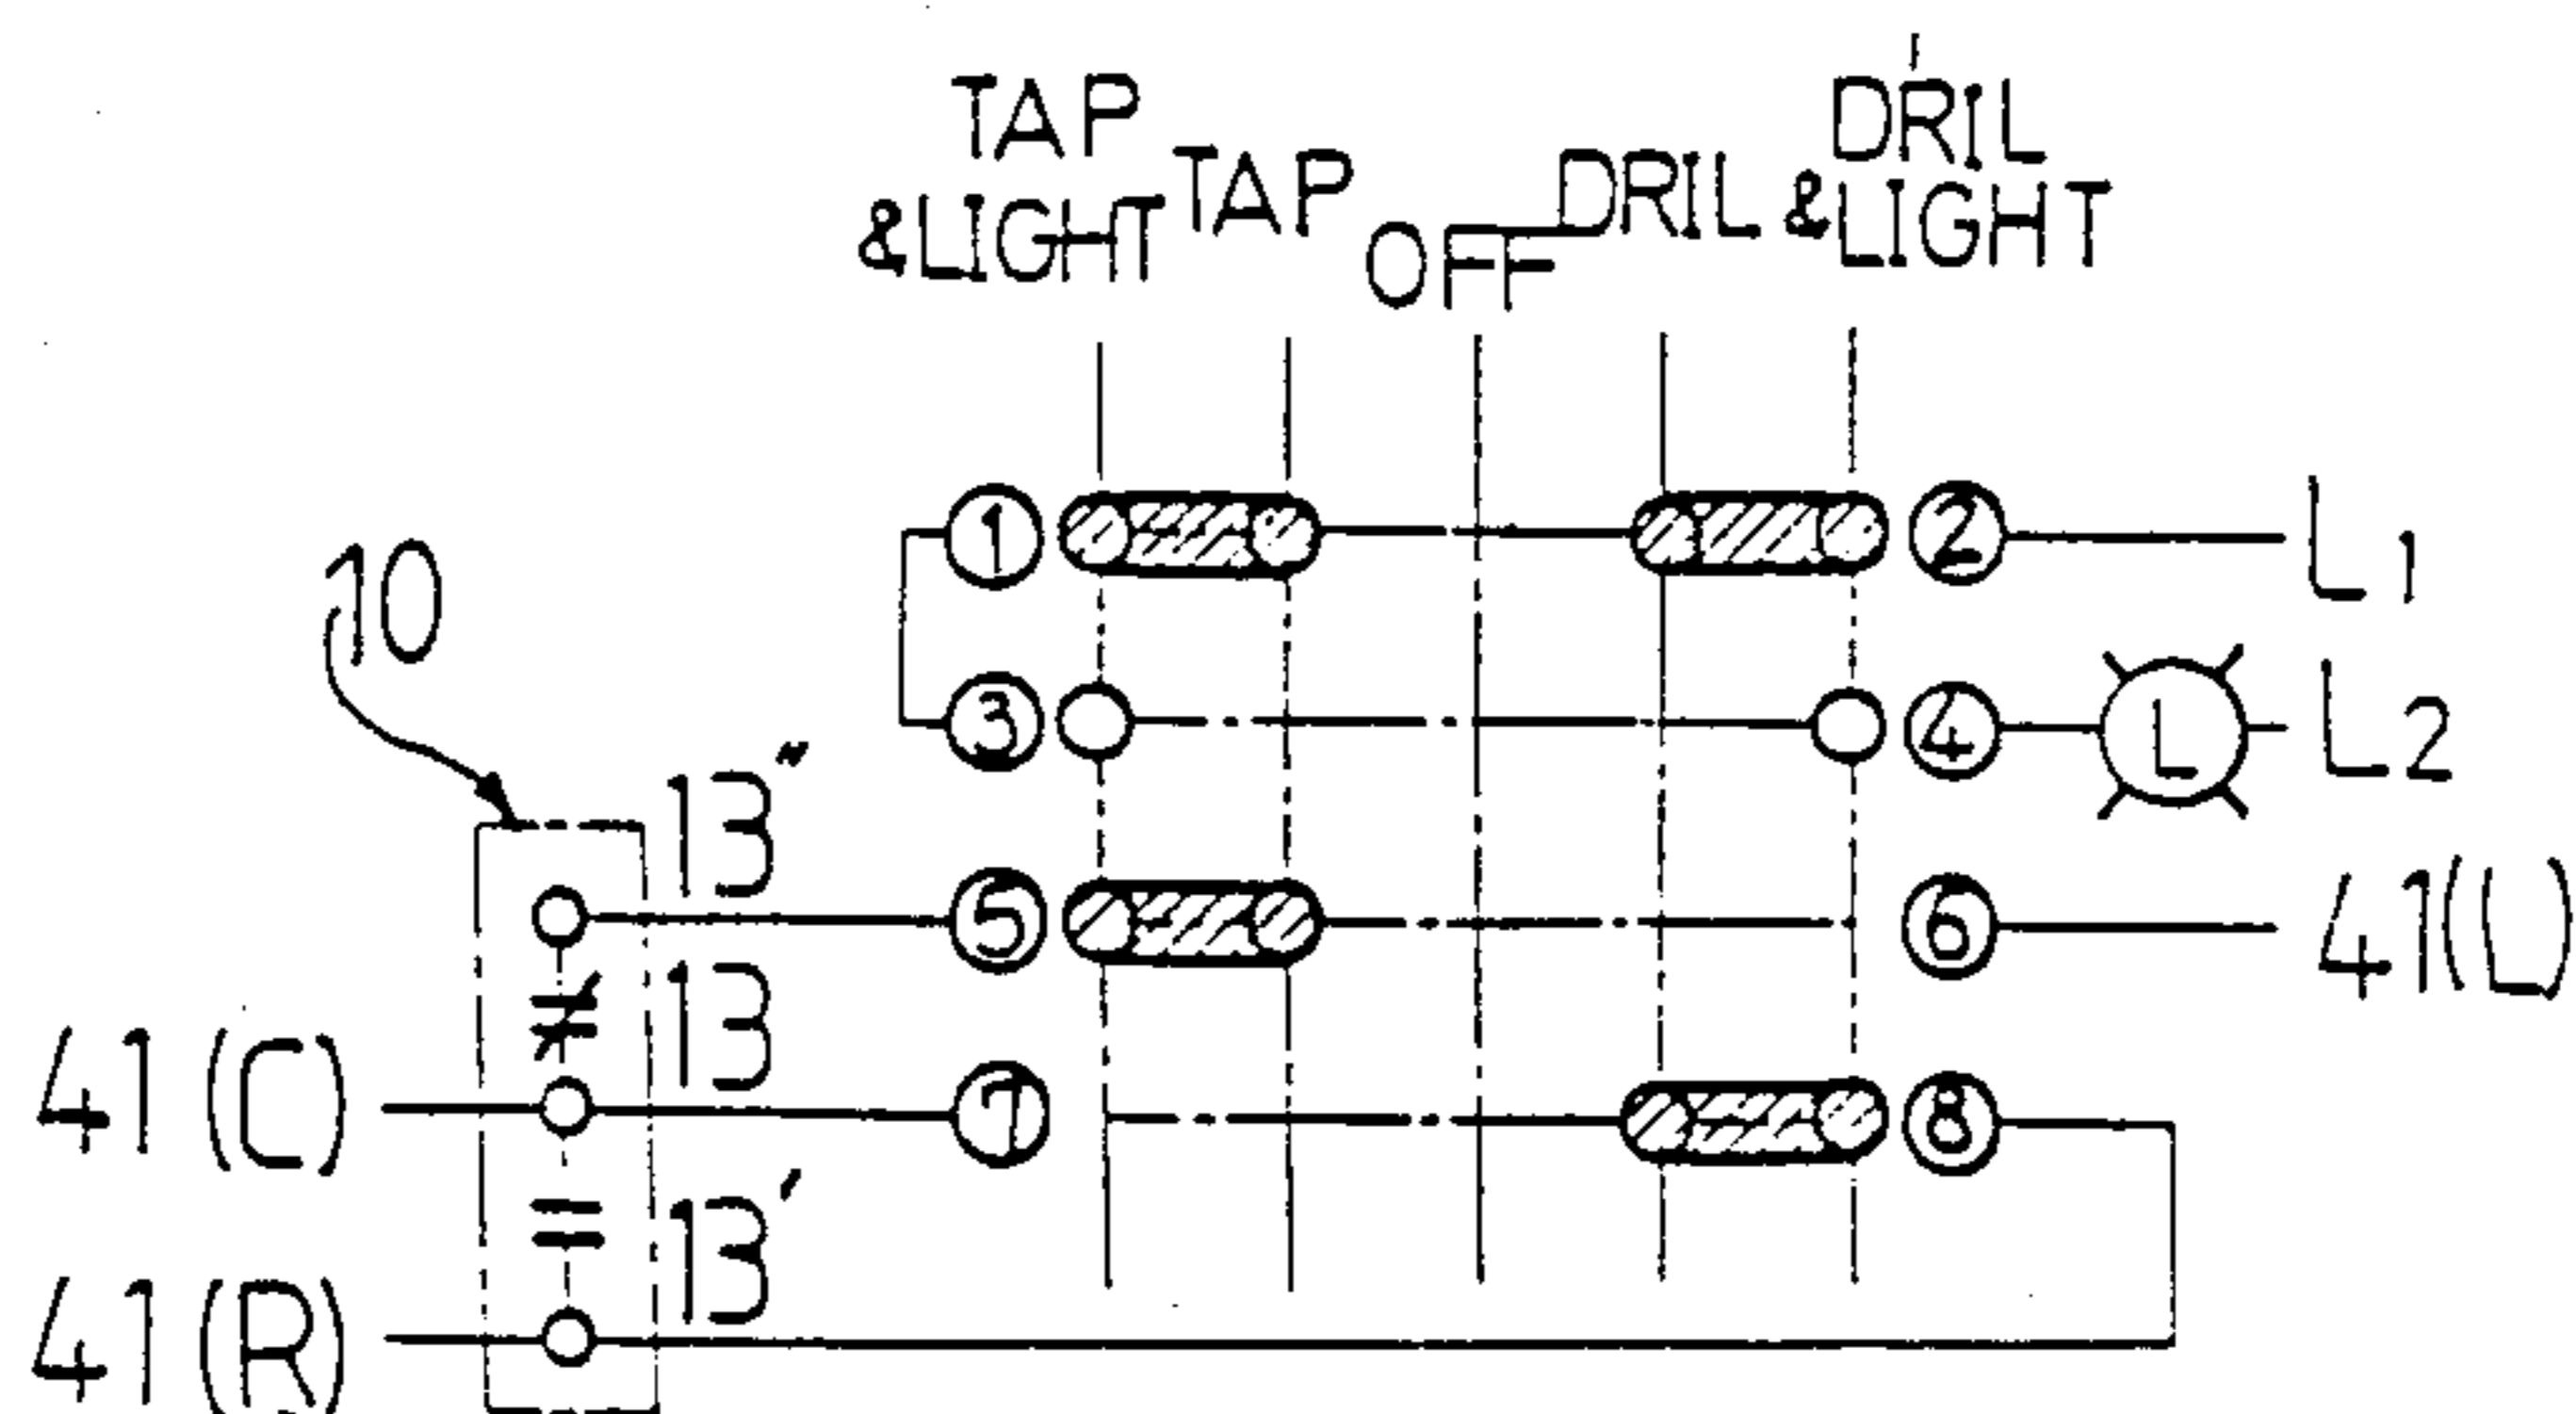 TAP
&LIGHT
TAP
OFF
DRIL
DRIL
&LIGHT
1
2
L1
10
3
4
L
L2
13"
5
6
41(L)
13
41(C)
7
8
13'
41(R)